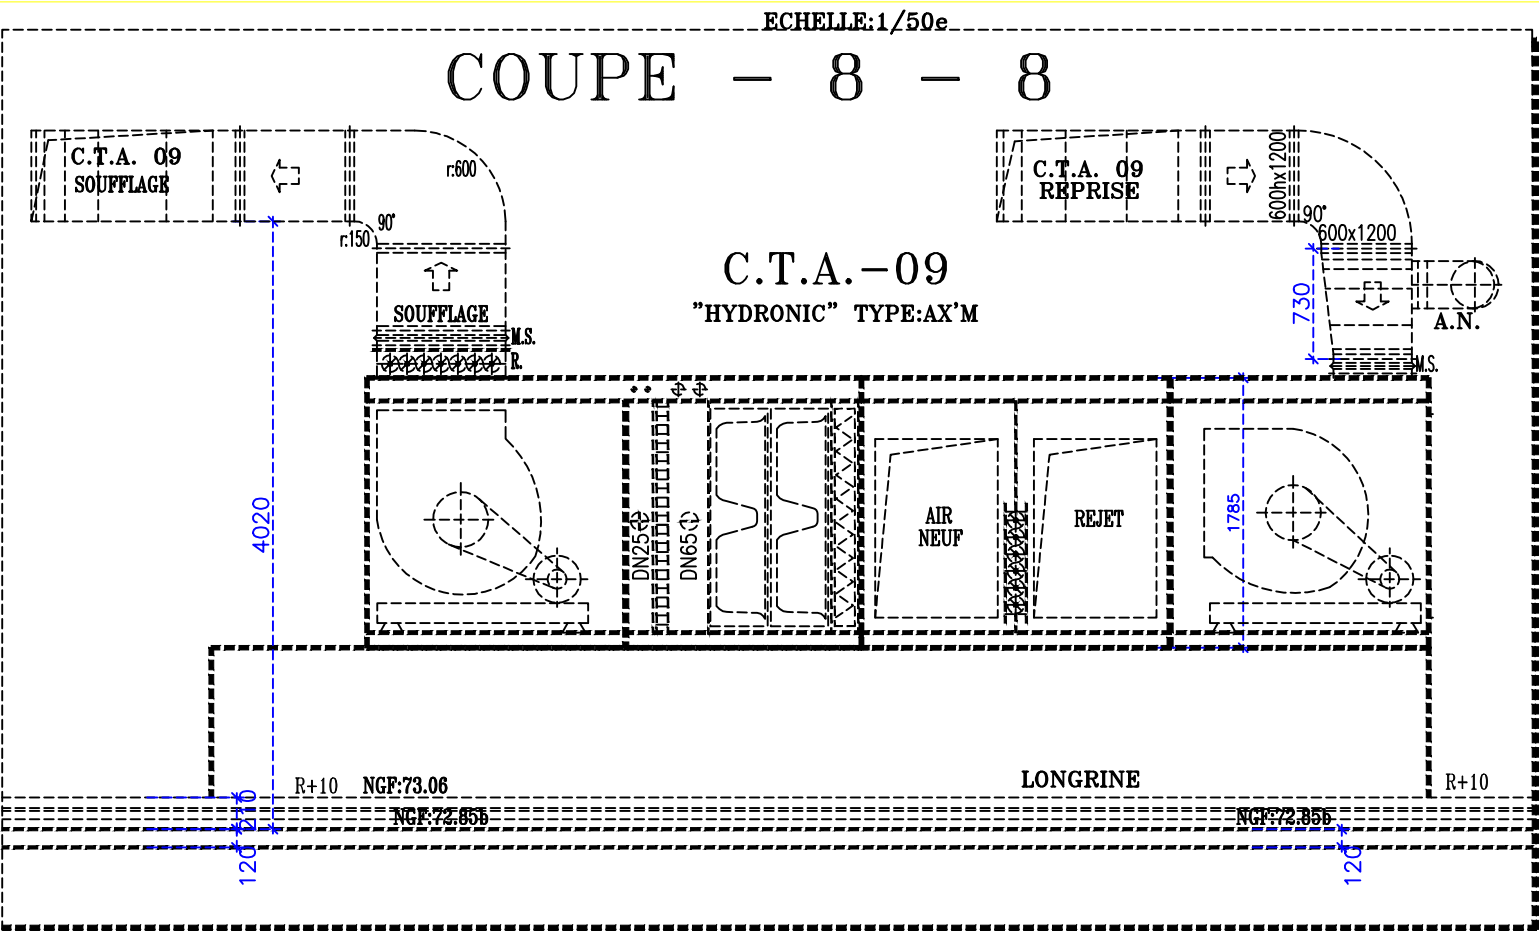 ECHELLE:1/50e
COUPE - 8 - 8
C.T.A. 09
SOUFFLAGE
r:600
90°
r:150
SOUFFLAGE
M.S.
R.
C.T.A. 09
REPRISE
600hx1200
90°
600x1200
730
A.N.
M.S.
C.T.A.-09
"HYDRONIC" TYPE:AX'M
4020
DN25
DN65
AIR
NEUF
REJET
1785
R+10 NGF:73.06
LONGRINE
R+10
210
NGF:72.85b
NGF:72.85b
120
120